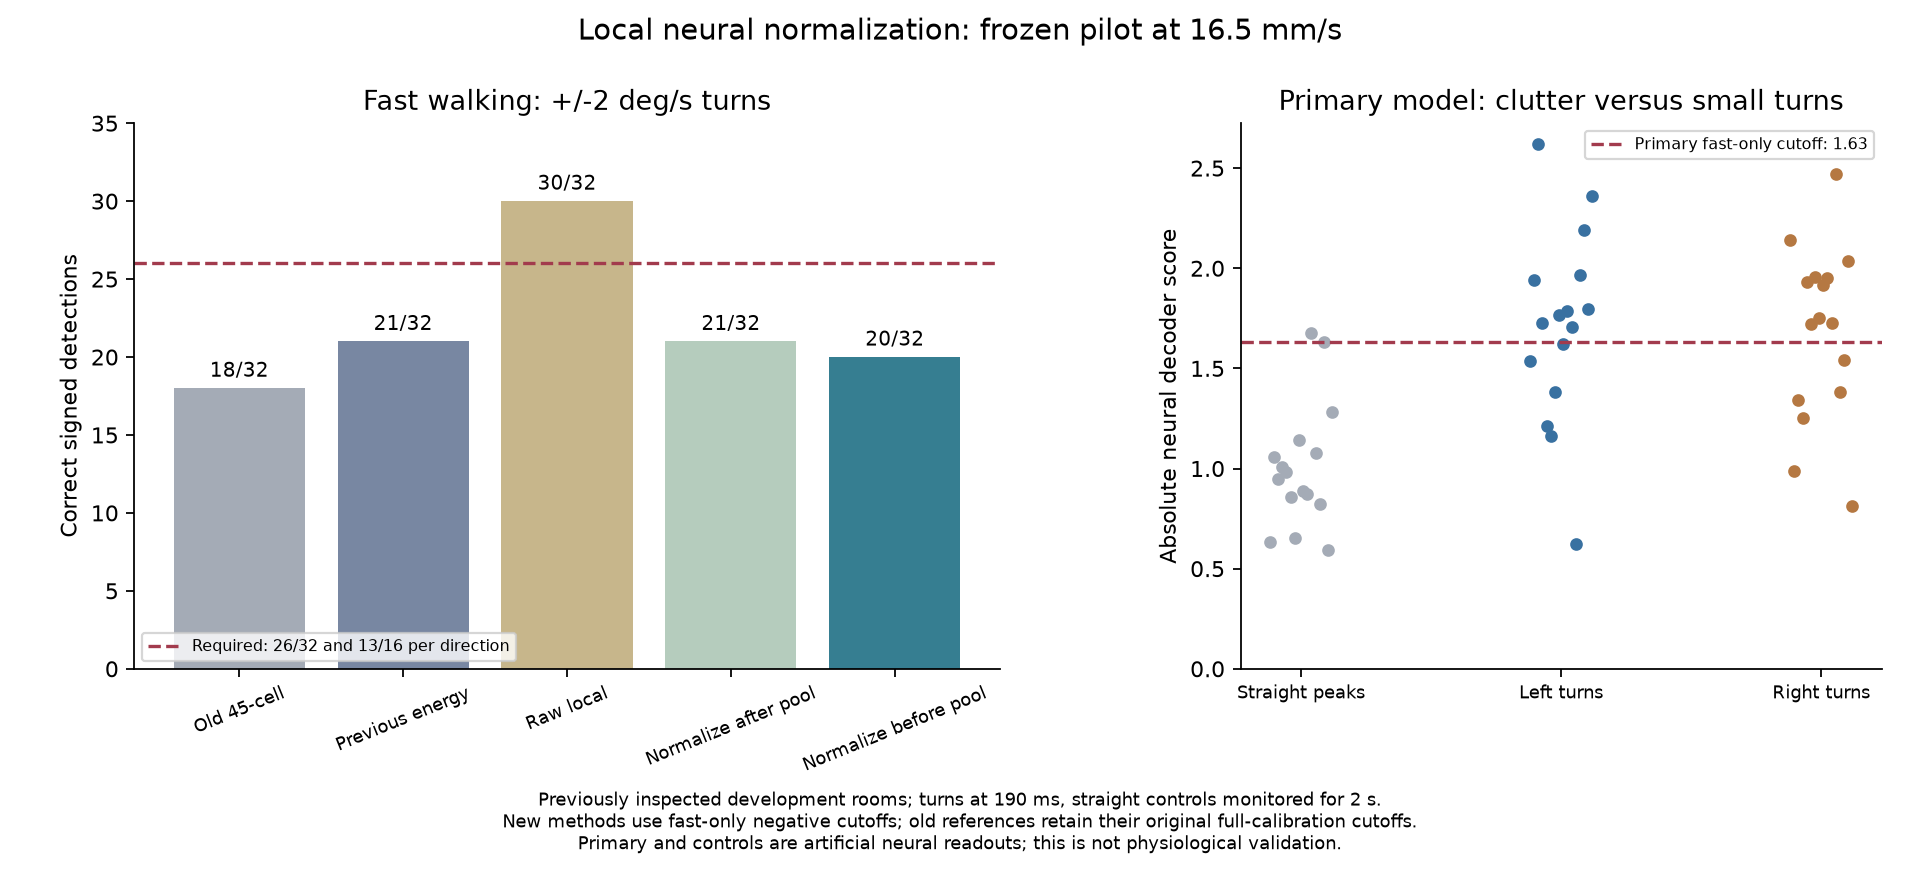 Local neural normalization: frozen pilot at 16.5 mm/s
Fast walking: +/-2 deg/s turns
Correct signed detections
35
30
25
20
15
10
5
0
18/32
21/32
30/32
21/32
20/32
Required: 26/32 and 13/16 per direction
Old 45-cell
Previous energy
Raw local
Normalize after pool
Normalize before pool
Primary model: clutter versus small turns
Absolute neural decoder score
2.5
2.0
1.5
1.0
0.5
0.0
Primary fast-only cutoff: 1.63
Straight peaks
Left turns
Right turns
Previously inspected development rooms; turns at 190 ms, straight controls monitored for 2 s.
New methods use fast-only negative cutoffs; old references retain their original full-calibration cutoffs.
Primary and controls are artificial neural readouts; this is not physiological validation.